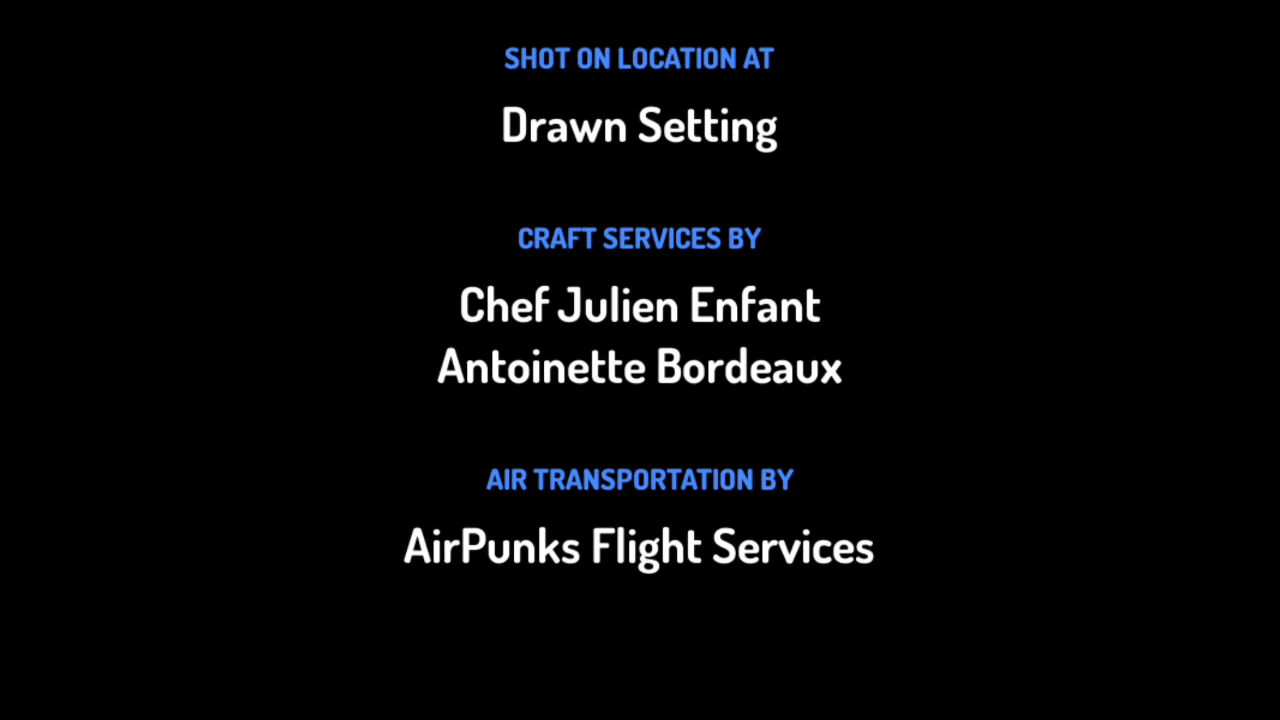 SHOT ON LOCATION AT
Drawn Setting
CRAFT SERVICES BY
Chef Julien Enfant
Antoinette Bordeaux
AIR TRANSPORTATION BY
AirPunks Flight Services